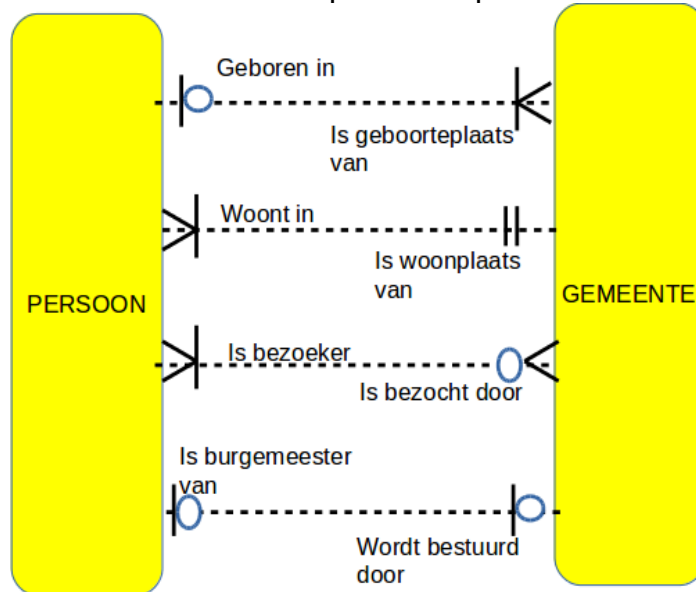 Geboren in
Is geboorteplaats
van
Woont in
Is woonplaats
van
PERSOON
GEMEENTE
Is bezoeker
Is bezocht door
Is burgemeester
van
Wordt bestuurd
door